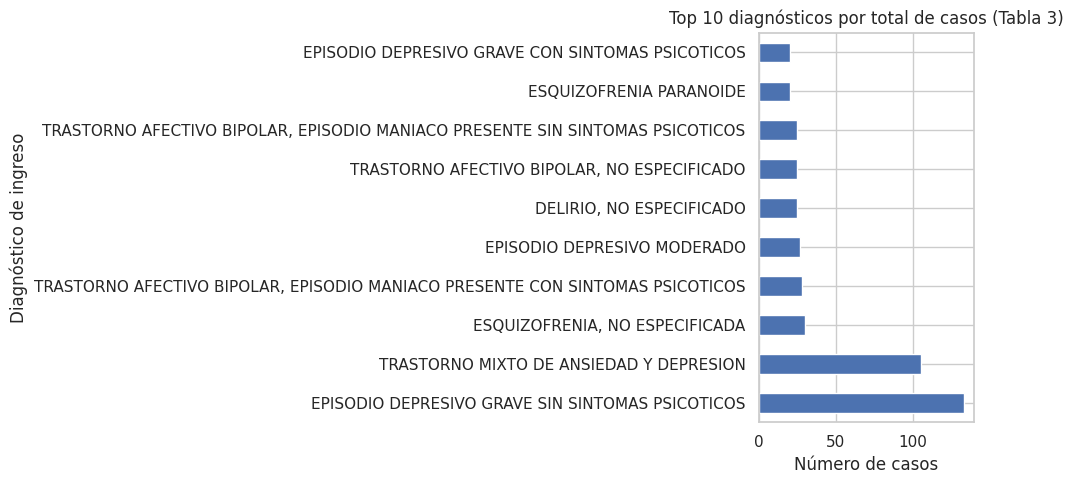 Top 10 diagnósticos por total de casos (Tabla 3)
Diagnóstico de ingreso
EPISODIO DEPRESIVO GRAVE CON SINTOMAS PSICOTICOS
ESQUIZOFRENIA PARANOIDE
TRASTORNO AFECTIVO BIPOLAR, EPISODIO MANIACO PRESENTE SIN SINTOMAS PSICOTICOS
TRASTORNO AFECTIVO BIPOLAR, NO ESPECIFICADO
DELIRIO, NO ESPECIFICADO
EPISODIO DEPRESIVO MODERADO
TRASTORNO AFECTIVO BIPOLAR, EPISODIO MANIACO PRESENTE CON SINTOMAS PSICOTICOS
ESQUIZOFRENIA, NO ESPECIFICADA
TRASTORNO MIXTO DE ANSIEDAD Y DEPRESION
EPISODIO DEPRESIVO GRAVE SIN SINTOMAS PSICOTICOS
0 50 100
Número de casos